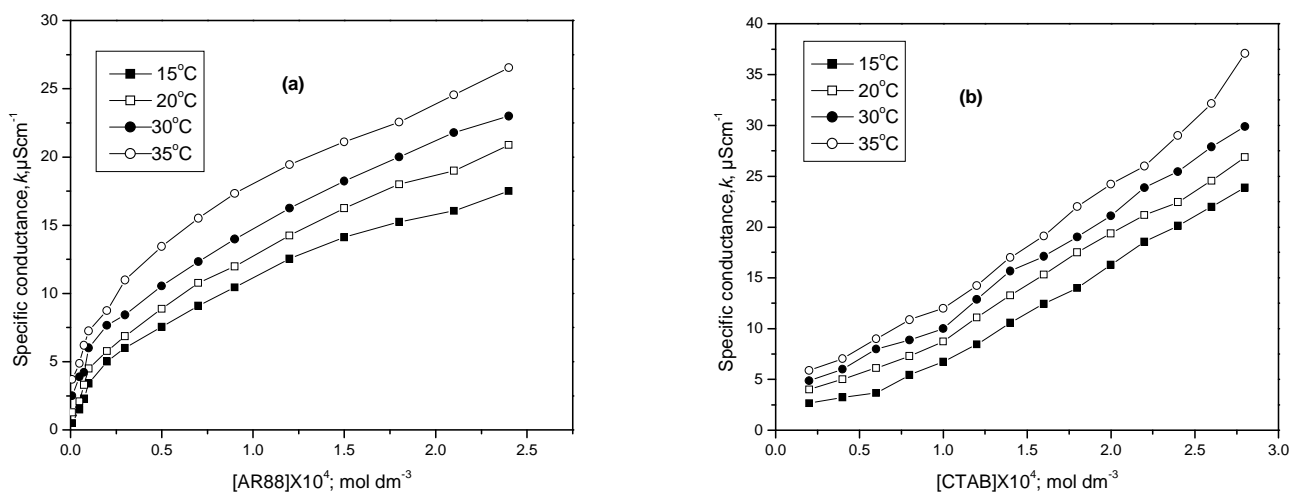 30
25
20
15
10
5
0
Specific conductance,k,μScm⁻¹
15°C
20°C
30°C
35°C
(a)
0.0 0.5 1.0 1.5 2.0 2.5
[AR88]X10⁴; mol dm⁻³
40
35
30
25
20
15
10
5
0
Specific conductance,k, μScm⁻¹
15°C
20°C
30°C
35°C
(b)
0.0 0.5 1.0 1.5 2.0 2.5 3.0
[CTAB]X10⁴; mol dm⁻³